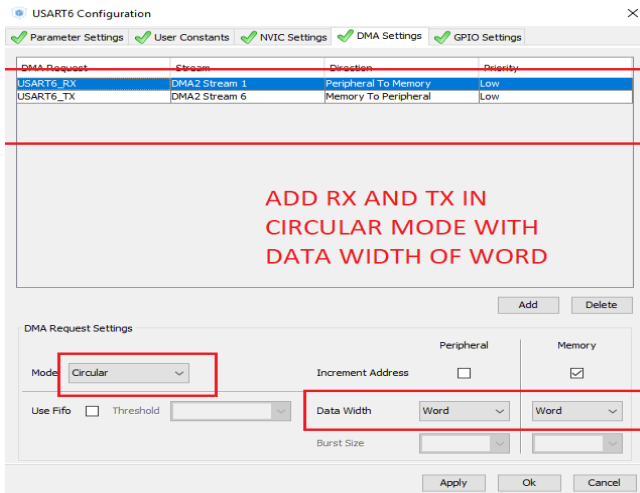 USART6 Configuration
Parameter Settings User Constants NVIC Settings DMA Settings GPIO Settings
DMA Request Stream Direction Priority
USART6_RX DMA2 Stream 1 Peripheral To Memory Low
USART6_TX DMA2 Stream 6 Memory To Peripheral Low
ADD RX AND TX IN
CIRCULAR MODE WITH
DATA WIDTH OF WORD
Add Delete
DMA Request Settings
Peripheral Memory
Mode Circular Increment Address
Use Fifo Threshold Data Width Word Word
Burst Size
Apply Ok Cancel